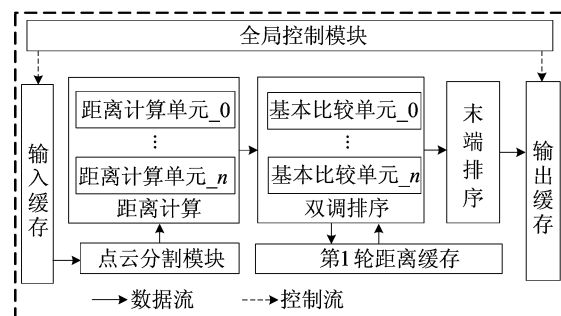 全局控制模块
输入缓存
距离计算单元_0
⋮
距离计算单元_n
距离计算
点云分割模块
基本比较单元_0
⋮
基本比较单元_n
双调排序
第1轮距离缓存
末端排序
输出缓存
数据流
控制流